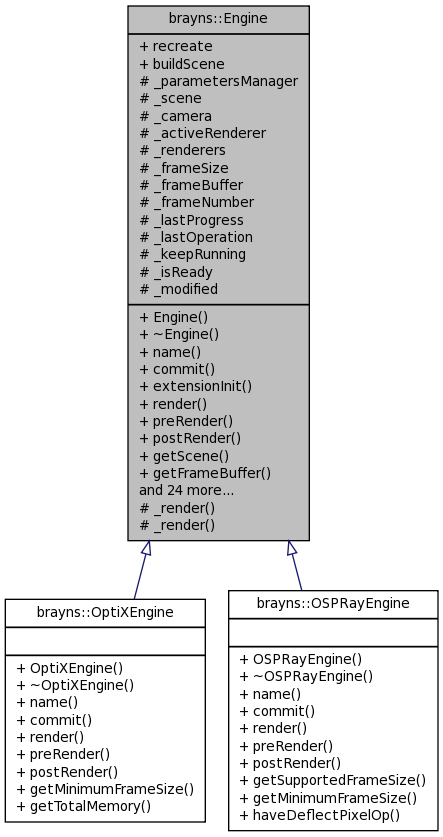 brayns::Engine
+ recreate
+ buildScene
# _parametersManager
# _scene
# _camera
# _activeRenderer
# _renderers
# _frameSize
# _frameBuffer
# _frameNumber
# _lastProgress
# _lastOperation
# _keepRunning
# _isReady
# _modified
+ Engine()
+ ~Engine()
+ name()
+ commit()
+ extensionInit()
+ render()
+ preRender()
+ postRender()
+ getScene()
+ getFrameBuffer()
and 24 more...
# _render()
# _render()
brayns::OptiXEngine
+ OptiXEngine()
+ ~OptiXEngine()
+ name()
+ commit()
+ render()
+ preRender()
+ postRender()
+ getMinimumFrameSize()
+ getTotalMemory()
brayns::OSPRayEngine
+ OSPRayEngine()
+ ~OSPRayEngine()
+ name()
+ commit()
+ render()
+ preRender()
+ postRender()
+ getSupportedFrameSize()
+ getMinimumFrameSize()
+ haveDeflectPixelOp()